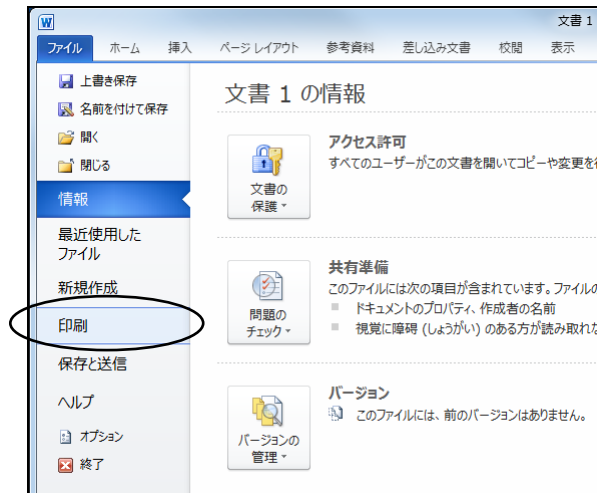 文書 1
ファイル ホーム 挿入 ページ レイアウト 参考資料 差し込み文書 校閲 表示
上書き保存
名前を付けて保存
開く
閉じる
情報
最近使用した
ファイル
新規作成
印刷
保存と送信
ヘルプ
オプション
終了
文書 1 の情報
文書の
保護
アクセス許可
すべてのユーザーがこの文書を開いてコピーや変更を
問題の
チェック
共有準備
このファイルには次の項目が含まれています。ファイルの
ドキュメントのプロパティ、作成者の名前
視覚に障碍 (しょうがい) のある方が読み取れ
バージョンの
管理
バージョン
このファイルには、前のバージョンはありません。